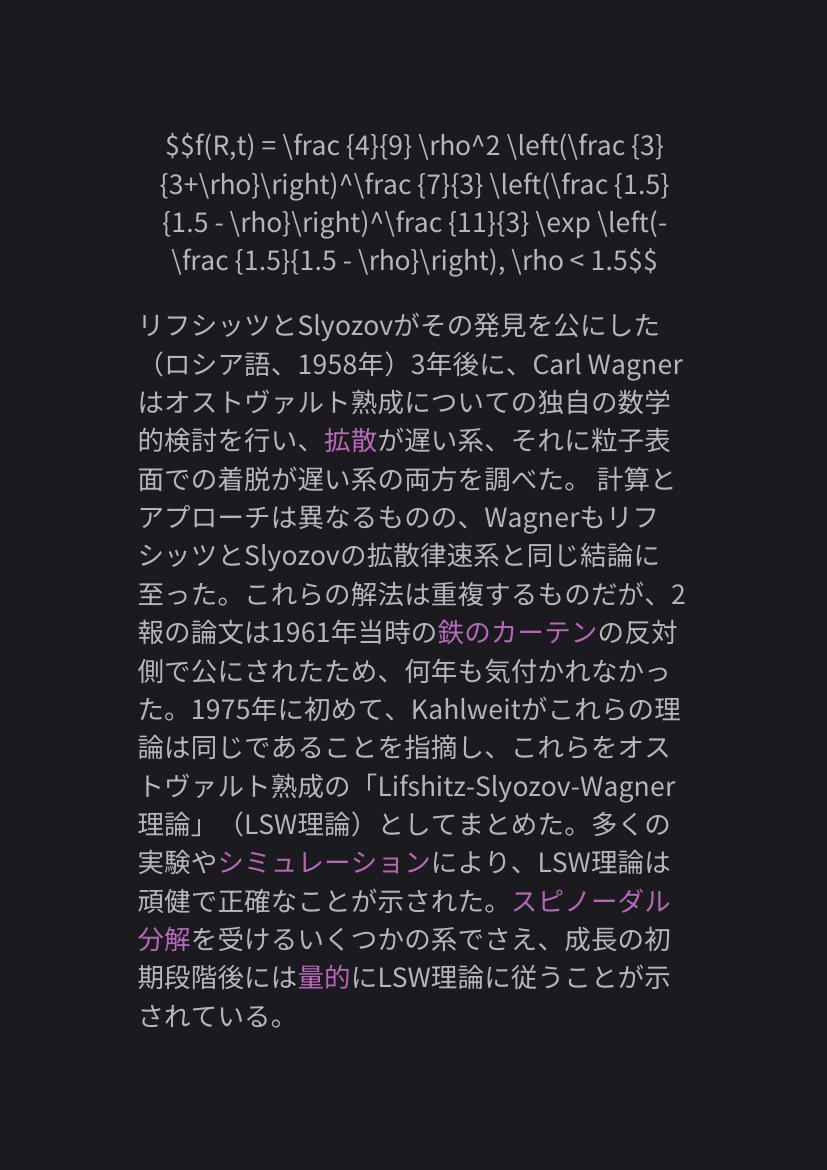 $$f(R,t) = \frac {4}{9} \rho^2 \left(\frac {3}
{3+\rho}\right)^\frac {7}{3} \left(\frac {1.5}
{1.5 - \rho}\right)^\frac {11}{3} \exp \left(-
\frac {1.5}{1.5 - \rho}\right), \rho < 1.5$$
リフシッツとSlyozovがその発見を公にした
（ロシア語、1958年）3年後に、Carl Wagner
はオストヴァルト熟成についての独自の数学
的検討を行い、拡散が遅い系、それに粒子表
面での着脱が遅い系の両方を調べた。 計算と
アプローチは異なるものの、Wagnerもリフ
シッツとSlyozovの拡散律速系と同じ結論に
至った。これらの解法は重複するものだが、2
報の論文は1961年当時の鉄のカーテンの反対
側で公にされたため、何年も気付かれなかっ
た。1975年に初めて、Kahlweitがこれらの理
論は同じであることを指摘し、これらをオス
トヴァルト熟成の「Lifshitz-Slyozov-Wagner
理論」（LSW理論）としてまとめた。多くの
実験やシミュレーションにより、LSW理論は
頑健で正確なことが示された。スピノーダル
分解を受けるいくつかの系でさえ、成長の初
期段階後には量的にLSW理論に従うことが示
されている。